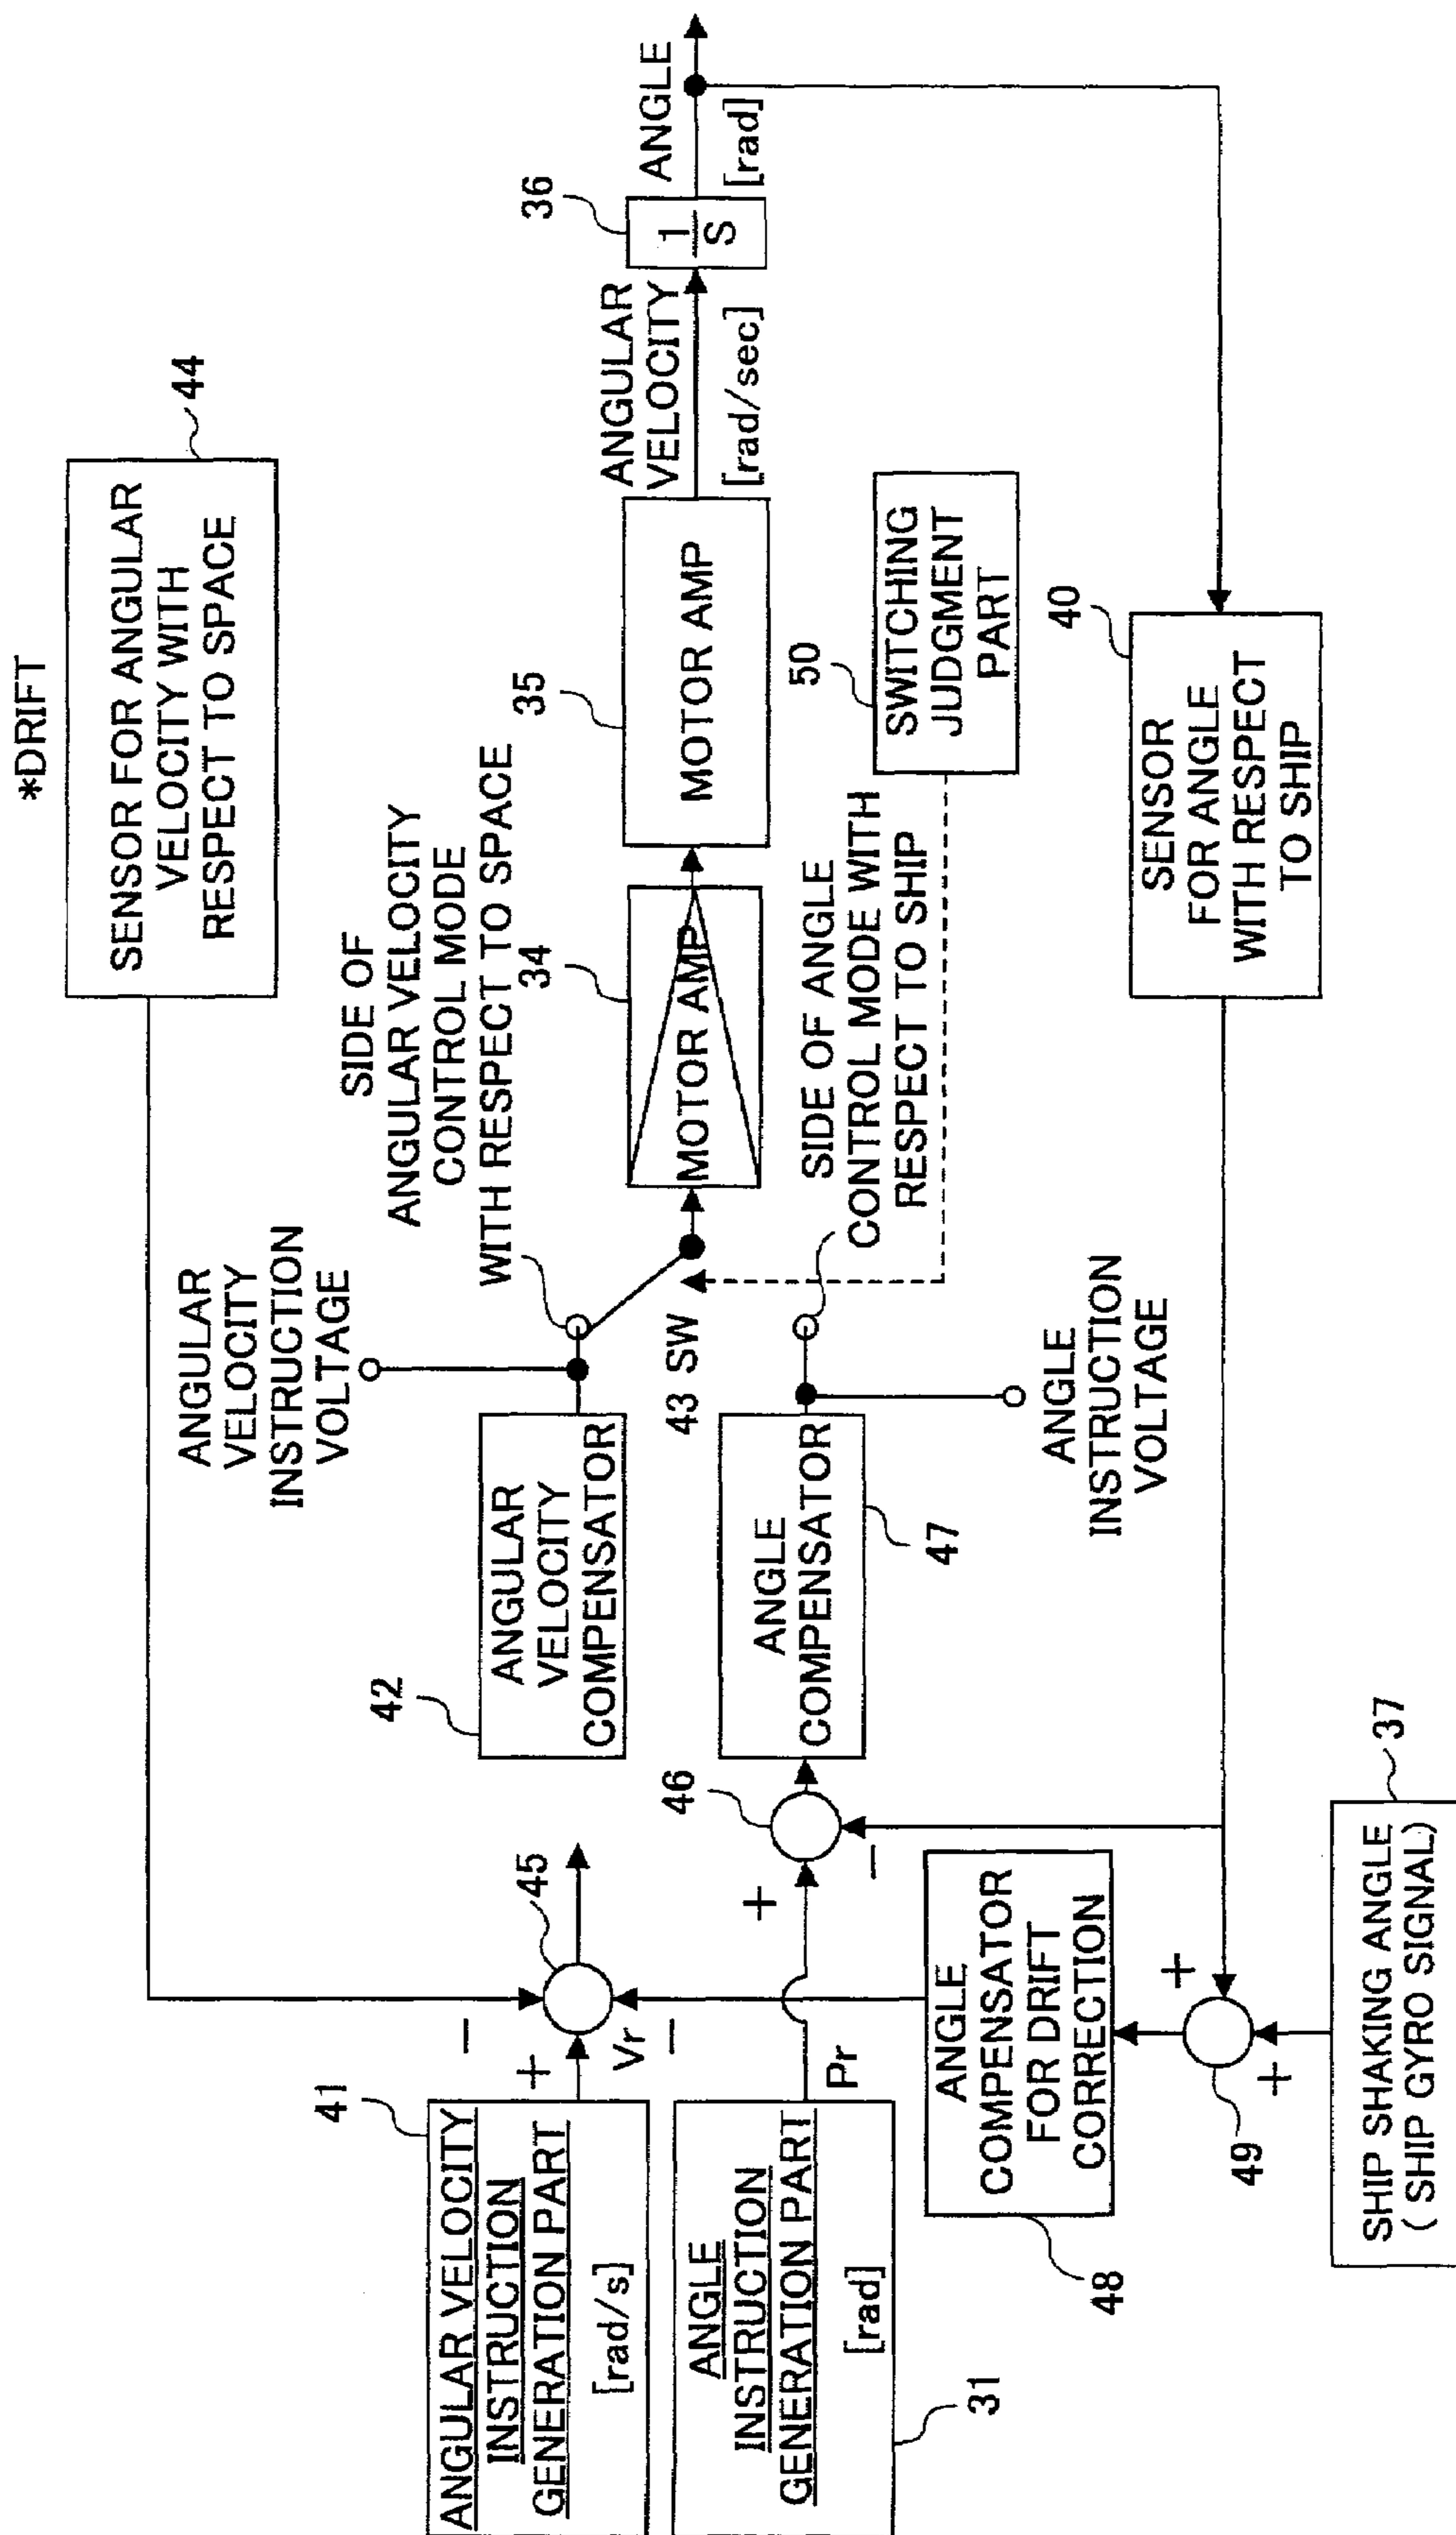 *DRIFT
SENSOR FOR ANGULAR
VELOCITY WITH
RESPECT TO SPACE
44
ANGULAR
VELOCITY
INSTRUCTION
VOLTAGE
SIDE OF
ANGULAR VELOCITY
CONTROL MODE
WITH RESPECT TO SPACE
41
ANGULAR VELOCITY
INSTRUCTION
GENERATION PART
[rad/s]
−
+
Vr
−
45
42
ANGULAR
VELOCITY
COMPENSATOR
43 SW
34
MOTOR AMP
35
MOTOR AMP
ANGULAR
VELOCITY
[rad/sec]
36
1
S
ANGLE
[rad]
ANGLE
INSTRUCTION
GENERATION PART
[rad]
31
Pr
+
−
46
ANGLE
COMPENSATOR
47
SIDE OF ANGLE
CONTROL MODE WITH
RESPECT TO SHIP
50
SWITCHING
JUDGMENT
PART
ANGLE
INSTRUCTION
VOLTAGE
ANGLE
COMPENSATOR
FOR DRIFT
CORRECTION
48
+
+
49
40
SENSOR
FOR ANGLE
WITH RESPECT
TO SHIP
SHIP SHAKING ANGLE
( SHIP GYRO SIGNAL)
37